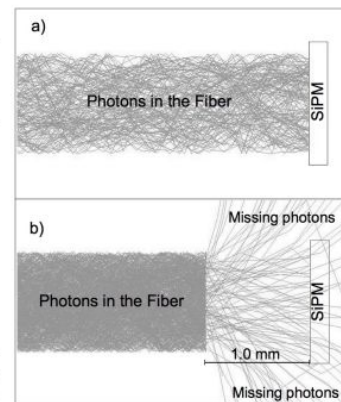 a)
Photons in the Fiber
SiPM
b)
Missing photons
Photons in the Fiber
SiPM
1.0 mm
Missing photons